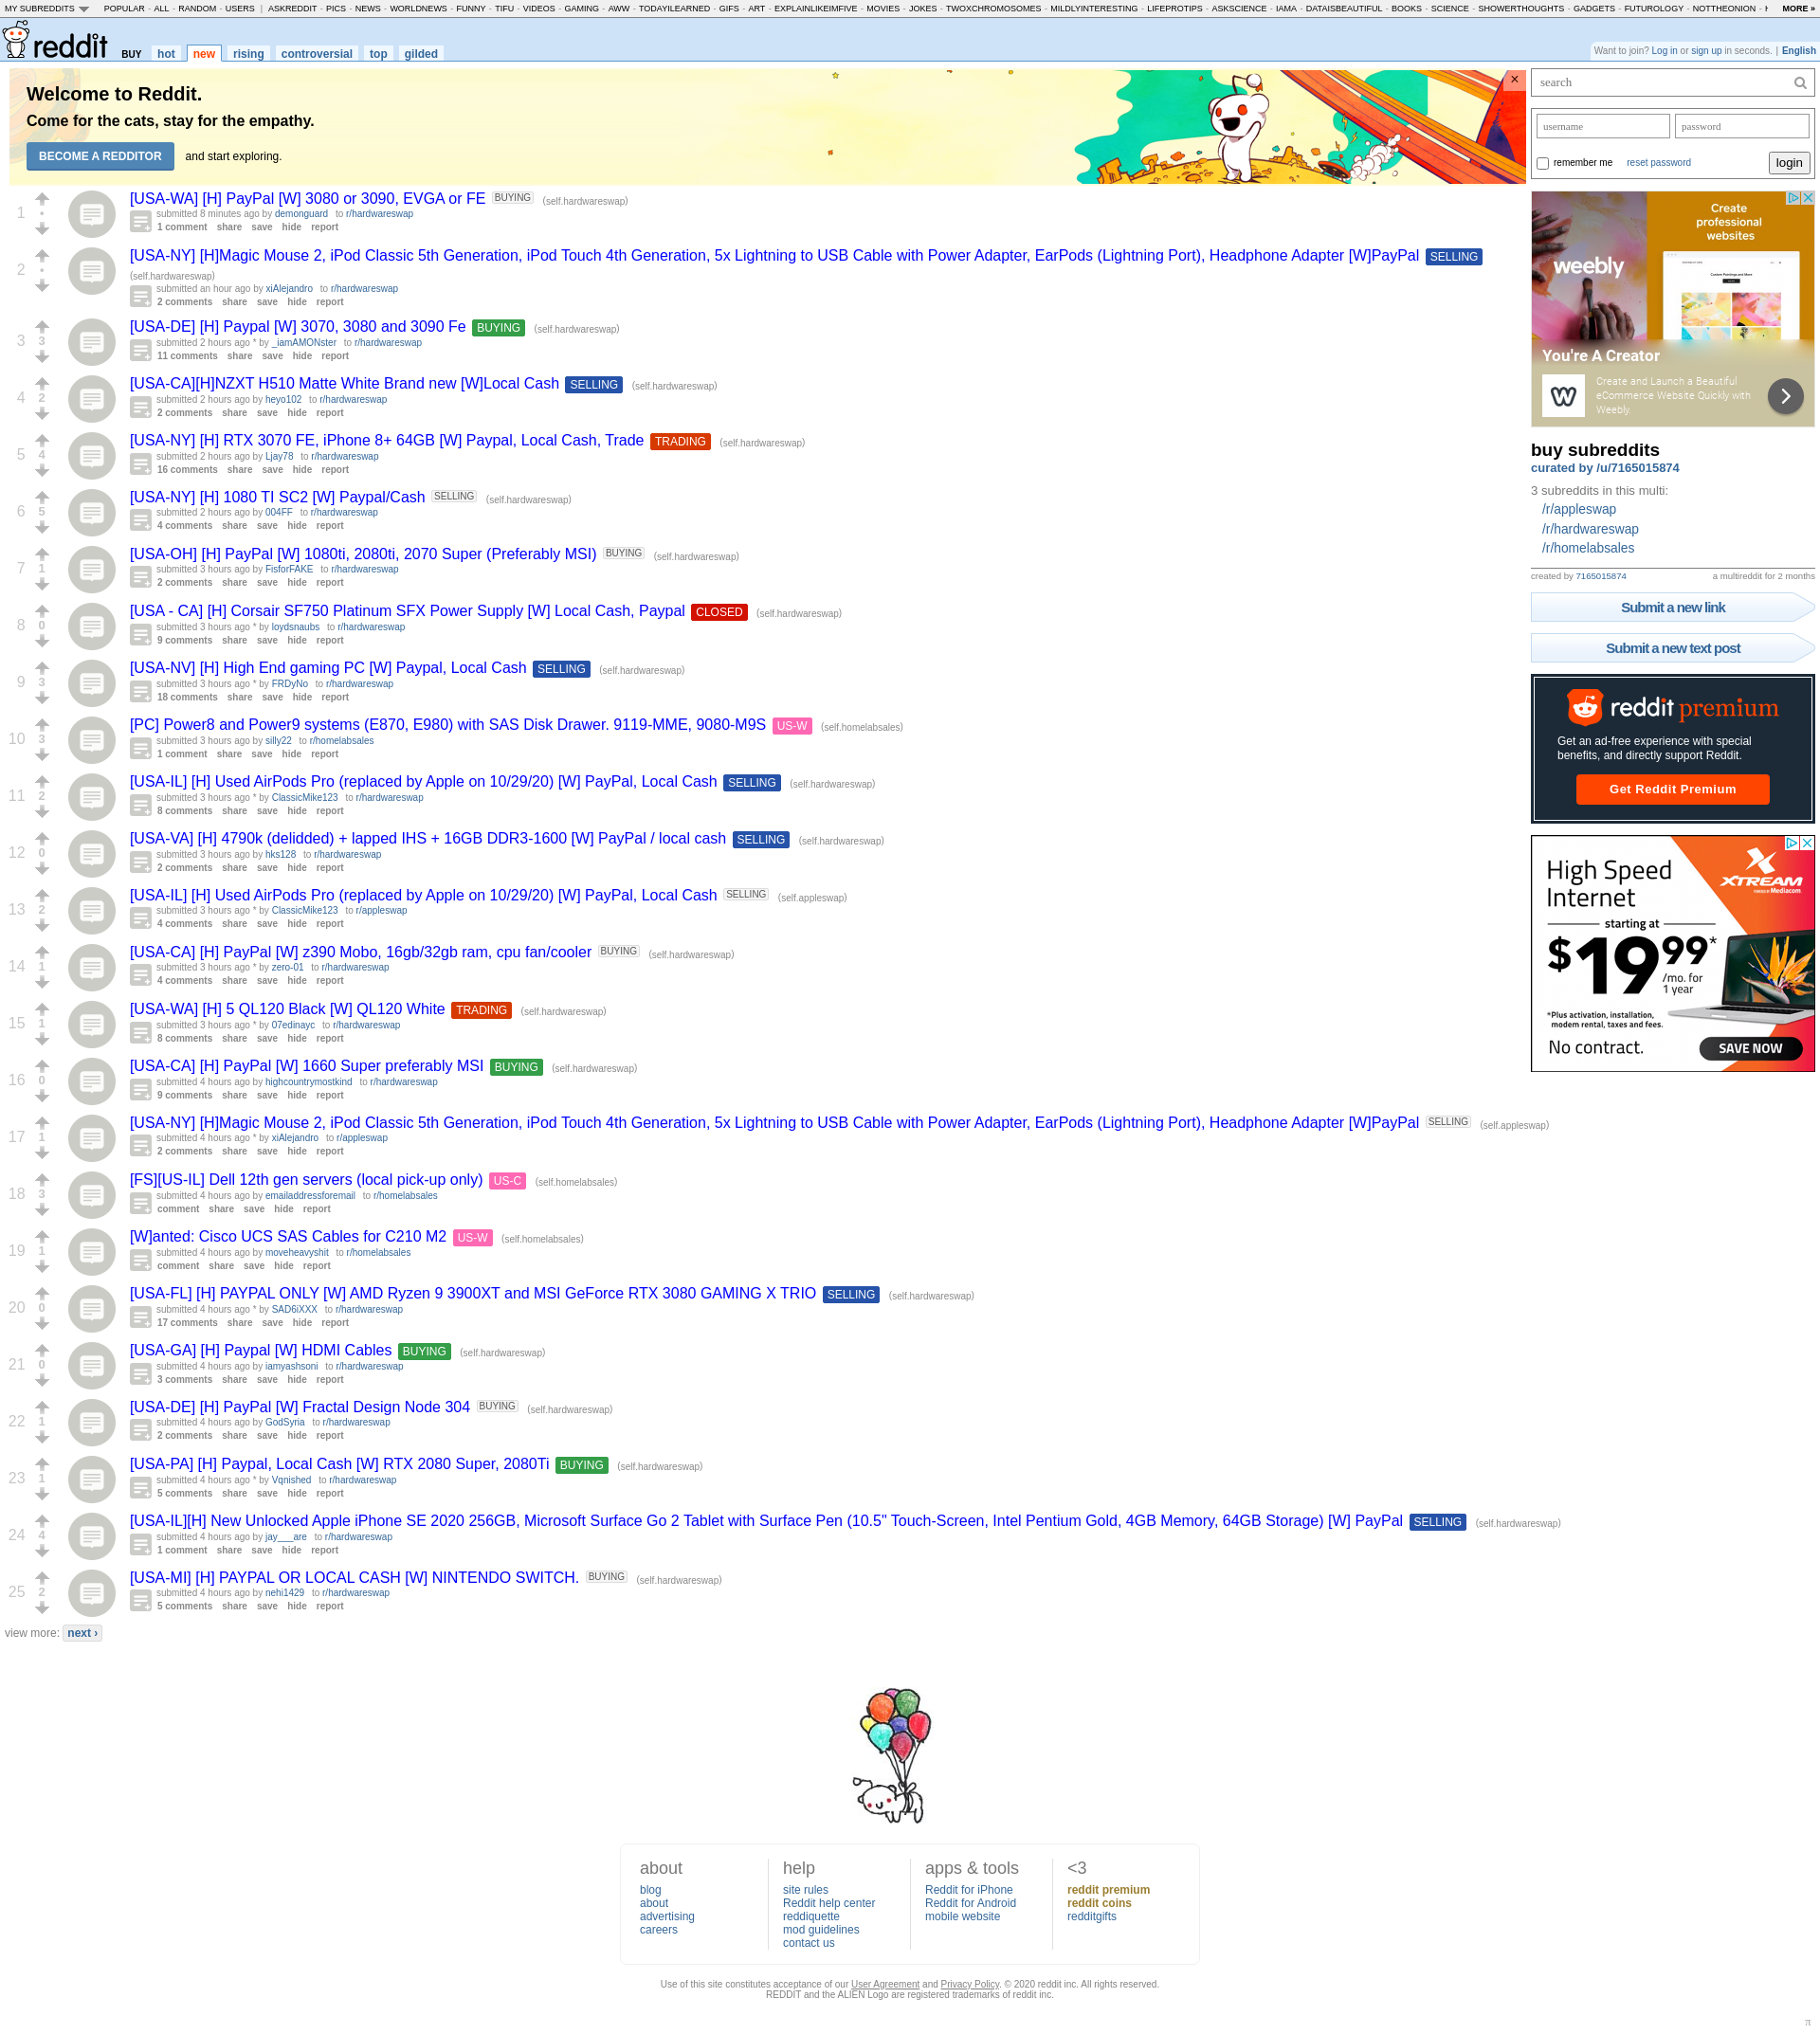 MY SUBREDDITS POPULAR - ALL - RANDOM - USERS | ASKREDDIT - PICS - NEWS - WORLDNEWS - FUNNY - TIFU - VIDEOS - GAMING - AWW - TODAYILEARNED - GIFS - ART - EXPLAINLIKEIMFIVE - MOVIES - JOKES - TWOXCHROMOSOMES - MILDLYINTERESTING - LIFEPROTIPS - ASKSCIENCE - IAMA - DATAISBEAUTIFUL - BOOKS - SCIENCE - SHOWERTHOUGHTS - GADGETS - FUTUROLOGY - NOTTHEONION - MORE »
reddit BUY hot new rising controversial top gilded
Want to join? Log in or sign up in seconds. | English
Welcome to Reddit.
Come for the cats, stay for the empathy.
BECOME A REDDITOR and start exploring.
×
1 • [USA-WA] [H] PayPal [W] 3080 or 3090, EVGA or FE BUYING (self.hardwareswap)
submitted 8 minutes ago by demonguard to r/hardwareswap
1 comment share save hide report
2 • [USA-NY] [H]Magic Mouse 2, iPod Classic 5th Generation, iPod Touch 4th Generation, 5x Lightning to USB Cable with Power Adapter, EarPods (Lightning Port), Headphone Adapter [W]PayPal SELLING
(self.hardwareswap)
submitted an hour ago by xiAlejandro to r/hardwareswap
2 comments share save hide report
3 3 [USA-DE] [H] Paypal [W] 3070, 3080 and 3090 Fe BUYING (self.hardwareswap)
submitted 2 hours ago * by _iamAMONster to r/hardwareswap
11 comments share save hide report
4 2 [USA-CA][H]NZXT H510 Matte White Brand new [W]Local Cash SELLING (self.hardwareswap)
submitted 2 hours ago by heyo102 to r/hardwareswap
2 comments share save hide report
5 4 [USA-NY] [H] RTX 3070 FE, iPhone 8+ 64GB [W] Paypal, Local Cash, Trade TRADING (self.hardwareswap)
submitted 2 hours ago by Ljay78 to r/hardwareswap
16 comments share save hide report
6 5 [USA-NY] [H] 1080 TI SC2 [W] Paypal/Cash SELLING (self.hardwareswap)
submitted 2 hours ago by 004FF to r/hardwareswap
4 comments share save hide report
7 1 [USA-OH] [H] PayPal [W] 1080ti, 2080ti, 2070 Super (Preferably MSI) BUYING (self.hardwareswap)
submitted 3 hours ago by FisforFAKE to r/hardwareswap
2 comments share save hide report
8 0 [USA - CA] [H] Corsair SF750 Platinum SFX Power Supply [W] Local Cash, Paypal CLOSED (self.hardwareswap)
submitted 3 hours ago * by loydsnaubs to r/hardwareswap
9 comments share save hide report
9 3 [USA-NV] [H] High End gaming PC [W] Paypal, Local Cash SELLING (self.hardwareswap)
submitted 3 hours ago * by FRDyNo to r/hardwareswap
18 comments share save hide report
10 3 [PC] Power8 and Power9 systems (E870, E980) with SAS Disk Drawer. 9119-MME, 9080-M9S US-W (self.homelabsales)
submitted 3 hours ago by silly22 to r/homelabsales
1 comment share save hide report
11 2 [USA-IL] [H] Used AirPods Pro (replaced by Apple on 10/29/20) [W] PayPal, Local Cash SELLING (self.hardwareswap)
submitted 3 hours ago * by ClassicMike123 to r/hardwareswap
8 comments share save hide report
12 0 [USA-VA] [H] 4790k (delidded) + lapped IHS + 16GB DDR3-1600 [W] PayPal / local cash SELLING (self.hardwareswap)
submitted 3 hours ago by hks128 to r/hardwareswap
2 comments share save hide report
13 2 [USA-IL] [H] Used AirPods Pro (replaced by Apple on 10/29/20) [W] PayPal, Local Cash SELLING (self.appleswap)
submitted 3 hours ago * by ClassicMike123 to r/appleswap
4 comments share save hide report
14 1 [USA-CA] [H] PayPal [W] z390 Mobo, 16gb/32gb ram, cpu fan/cooler BUYING (self.hardwareswap)
submitted 3 hours ago * by zero-01 to r/hardwareswap
4 comments share save hide report
15 1 [USA-WA] [H] 5 QL120 Black [W] QL120 White TRADING (self.hardwareswap)
submitted 3 hours ago * by 07edinayc to r/hardwareswap
8 comments share save hide report
16 0 [USA-CA] [H] PayPal [W] 1660 Super preferably MSI BUYING (self.hardwareswap)
submitted 4 hours ago by highcountrymostkind to r/hardwareswap
9 comments share save hide report
17 1 [USA-NY] [H]Magic Mouse 2, iPod Classic 5th Generation, iPod Touch 4th Generation, 5x Lightning to USB Cable with Power Adapter, EarPods (Lightning Port), Headphone Adapter [W]PayPal SELLING (self.appleswap)
submitted 4 hours ago * by xiAlejandro to r/appleswap
2 comments share save hide report
18 3 [FS][US-IL] Dell 12th gen servers (local pick-up only) US-C (self.homelabsales)
submitted 4 hours ago by emailaddressforemail to r/homelabsales
comment share save hide report
19 1 [W]anted: Cisco UCS SAS Cables for C210 M2 US-W (self.homelabsales)
submitted 4 hours ago by moveheavyshit to r/homelabsales
comment share save hide report
20 0 [USA-FL] [H] PAYPAL ONLY [W] AMD Ryzen 9 3900XT and MSI GeForce RTX 3080 GAMING X TRIO SELLING (self.hardwareswap)
submitted 4 hours ago * by SAD6iXXX to r/hardwareswap
17 comments share save hide report
21 0 [USA-GA] [H] Paypal [W] HDMI Cables BUYING (self.hardwareswap)
submitted 4 hours ago by iamyashsoni to r/hardwareswap
3 comments share save hide report
22 1 [USA-DE] [H] PayPal [W] Fractal Design Node 304 BUYING (self.hardwareswap)
submitted 4 hours ago by GodSyria to r/hardwareswap
2 comments share save hide report
23 1 [USA-PA] [H] Paypal, Local Cash [W] RTX 2080 Super, 2080Ti BUYING (self.hardwareswap)
submitted 4 hours ago * by Vqnished to r/hardwareswap
5 comments share save hide report
24 4 [USA-IL][H] New Unlocked Apple iPhone SE 2020 256GB, Microsoft Surface Go 2 Tablet with Surface Pen (10.5" Touch-Screen, Intel Pentium Gold, 4GB Memory, 64GB Storage) [W] PayPal SELLING (self.hardwareswap)
submitted 4 hours ago by jay___are to r/hardwareswap
1 comment share save hide report
25 2 [USA-MI] [H] PAYPAL OR LOCAL CASH [W] NINTENDO SWITCH. BUYING (self.hardwareswap)
submitted 4 hours ago by nehi1429 to r/hardwareswap
5 comments share save hide report
view more: next ›
search
username password
remember me reset password login
Create
professional
websites
weebly
You're A Creator
Create and Launch a Beautiful
eCommerce Website Quickly with
Weebly.
W
buy subreddits
curated by /u/7165015874
3 subreddits in this multi:
/r/appleswap
/r/hardwareswap
/r/homelabsales
created by 7165015874 a multireddit for 2 months
Submit a new link
Submit a new text post
reddit premium
Get an ad-free experience with special
benefits, and directly support Reddit.
Get Reddit Premium
High Speed
Internet
XTREAM
Mediacom
starting at
$19 99*
/mo. for
1 year
*Plus activation, installation,
modem rental, taxes and fees.
No contract. SAVE NOW
about help apps & tools <3
blog site rules Reddit for iPhone reddit premium
about Reddit help center Reddit for Android reddit coins
advertising reddiquette mobile website redditgifts
careers mod guidelines
contact us
Use of this site constitutes acceptance of our User Agreement and Privacy Policy. © 2020 reddit inc. All rights reserved.
REDDIT and the ALIEN Logo are registered trademarks of reddit inc.
π